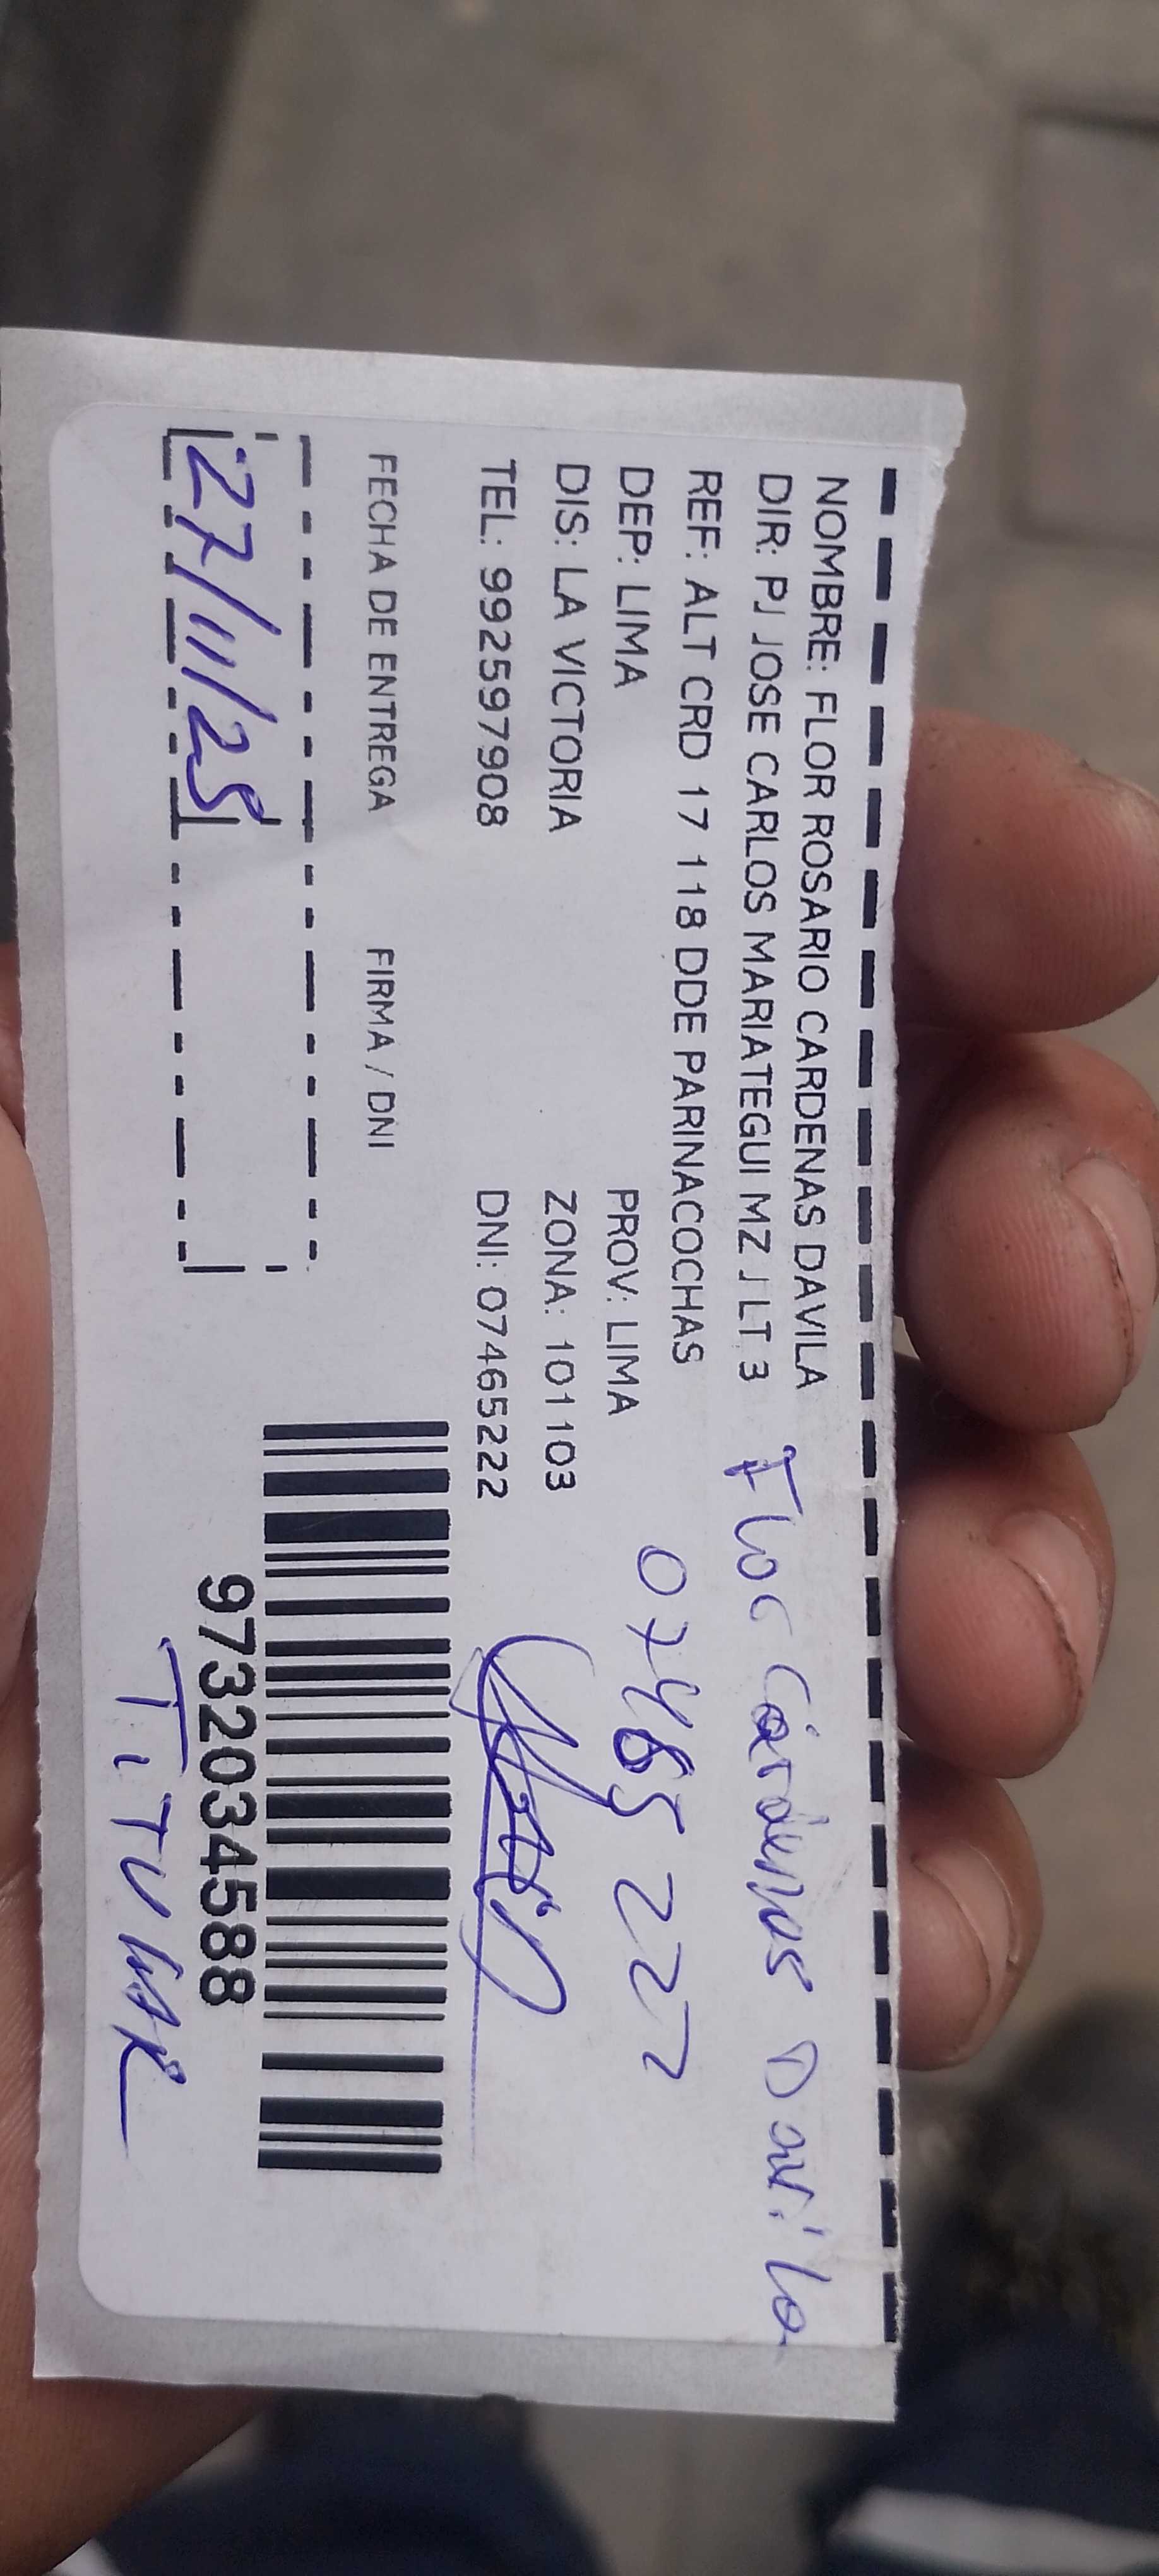 NOMBRE: FLOR ROSARIO CARDENAS DAVILA
DIR: PJ JOSE CARLOS MARIATEGUI MZ J LT 3
Flor Cardenas Davila
REF: ALT CRD 17 118 DDE PARINACOCHAS
DEP: LIMA PROV: LIMA
07465222
DIS: LA VICTORIA ZONA: 101103
TEL: 992597908 DNI: 07465222
FECHA DE ENTREGA FIRMA / DNI
27/11/25
9732034588
TITULAR